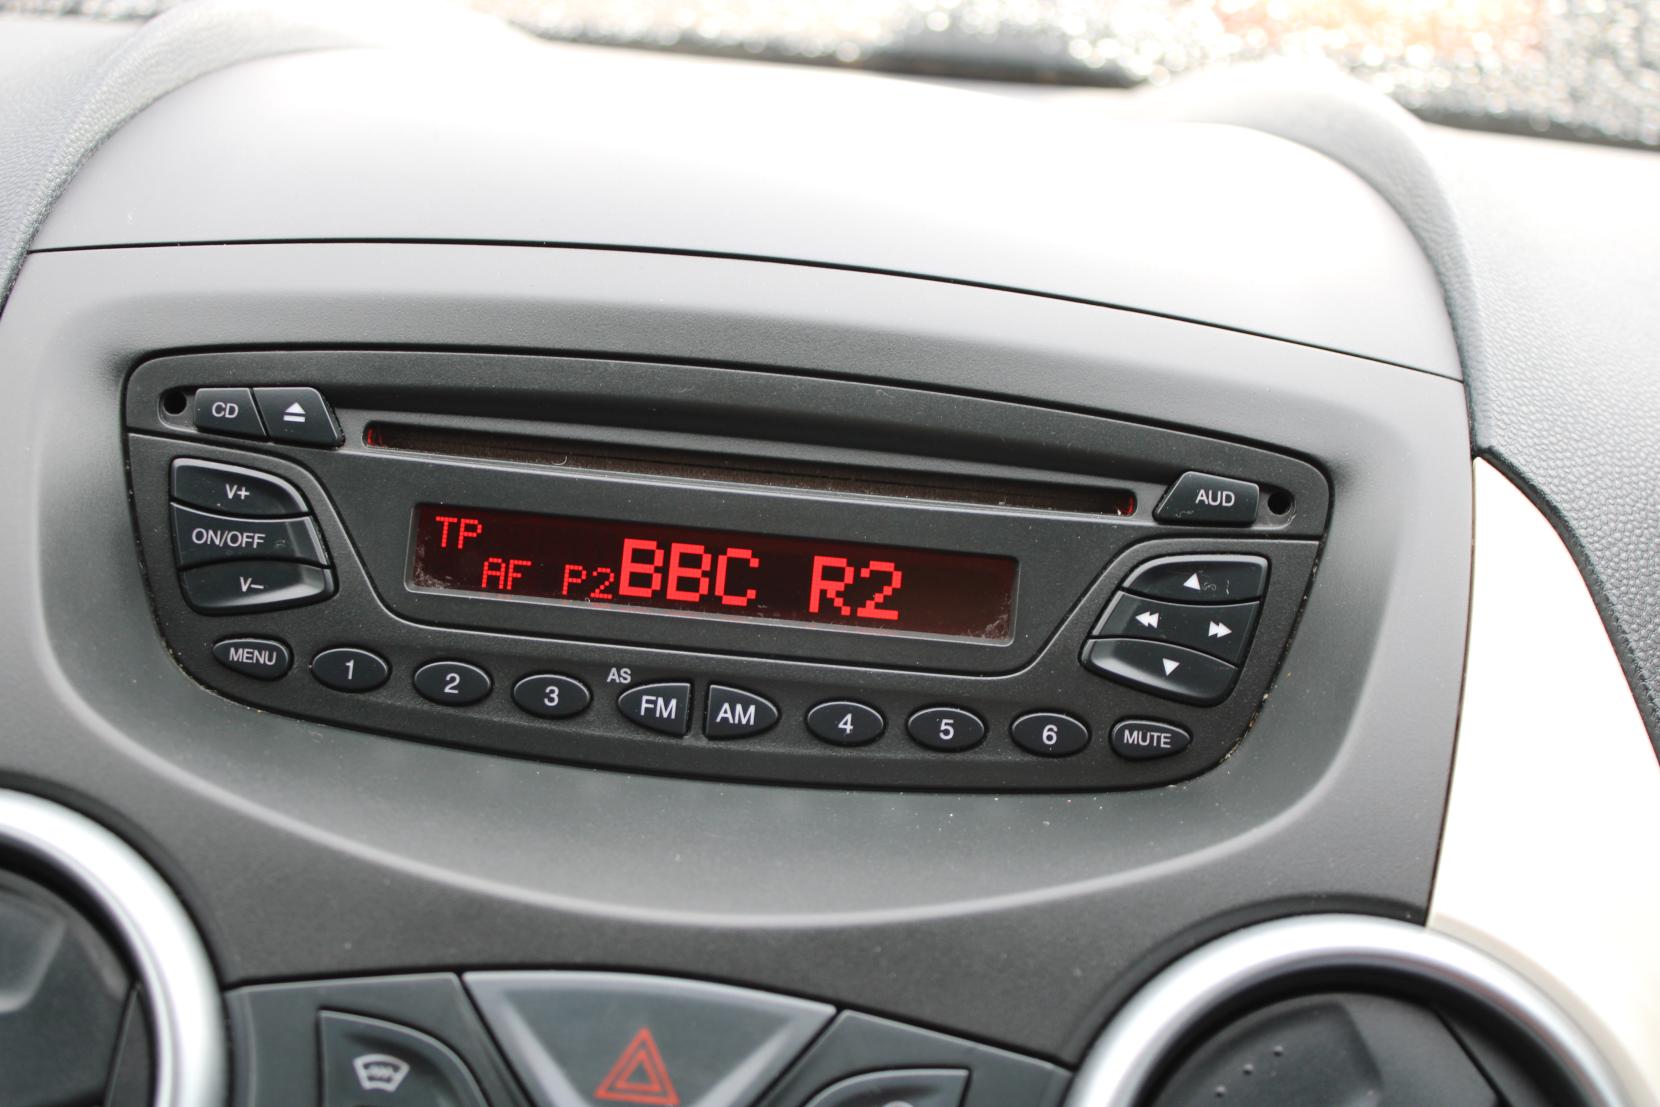 CD
AUD
V+
ON/OFF
V–
TP
AF P2 BBC R2
MENU 1 2 3 AS FM AM 4 5 6 MUTE